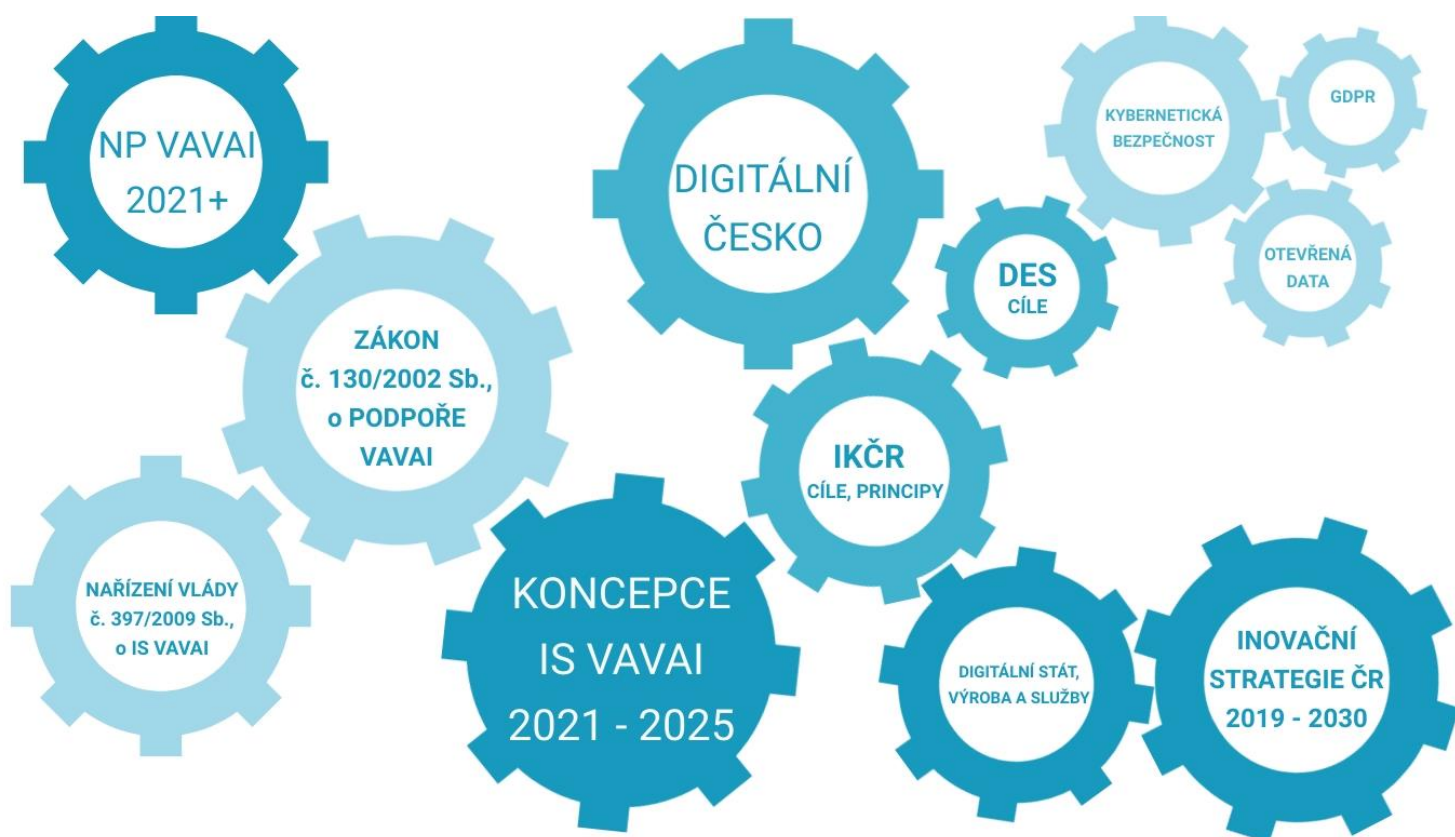 NP VAVAI
2021+
DIGITÁLNÍ
ČESKO
KYBERNETICKÁ
BEZPEČNOST
GDPR
OTEVŘENÁ
DATA
DES
CÍLE
ZÁKON
č. 130/2002 Sb.,
o PODPOŘE
VAVAI
IKČR
CÍLE, PRINCIPY
NAŘÍZENÍ VLÁDY
č. 397/2009 Sb.,
o IS VAVAI
KONCEPCE
IS VAVAI
2021 - 2025
DIGITÁLNÍ STÁT,
VÝROBA A SLUŽBY
INOVAČNÍ
STRATEGIE ČR
2019 - 2030